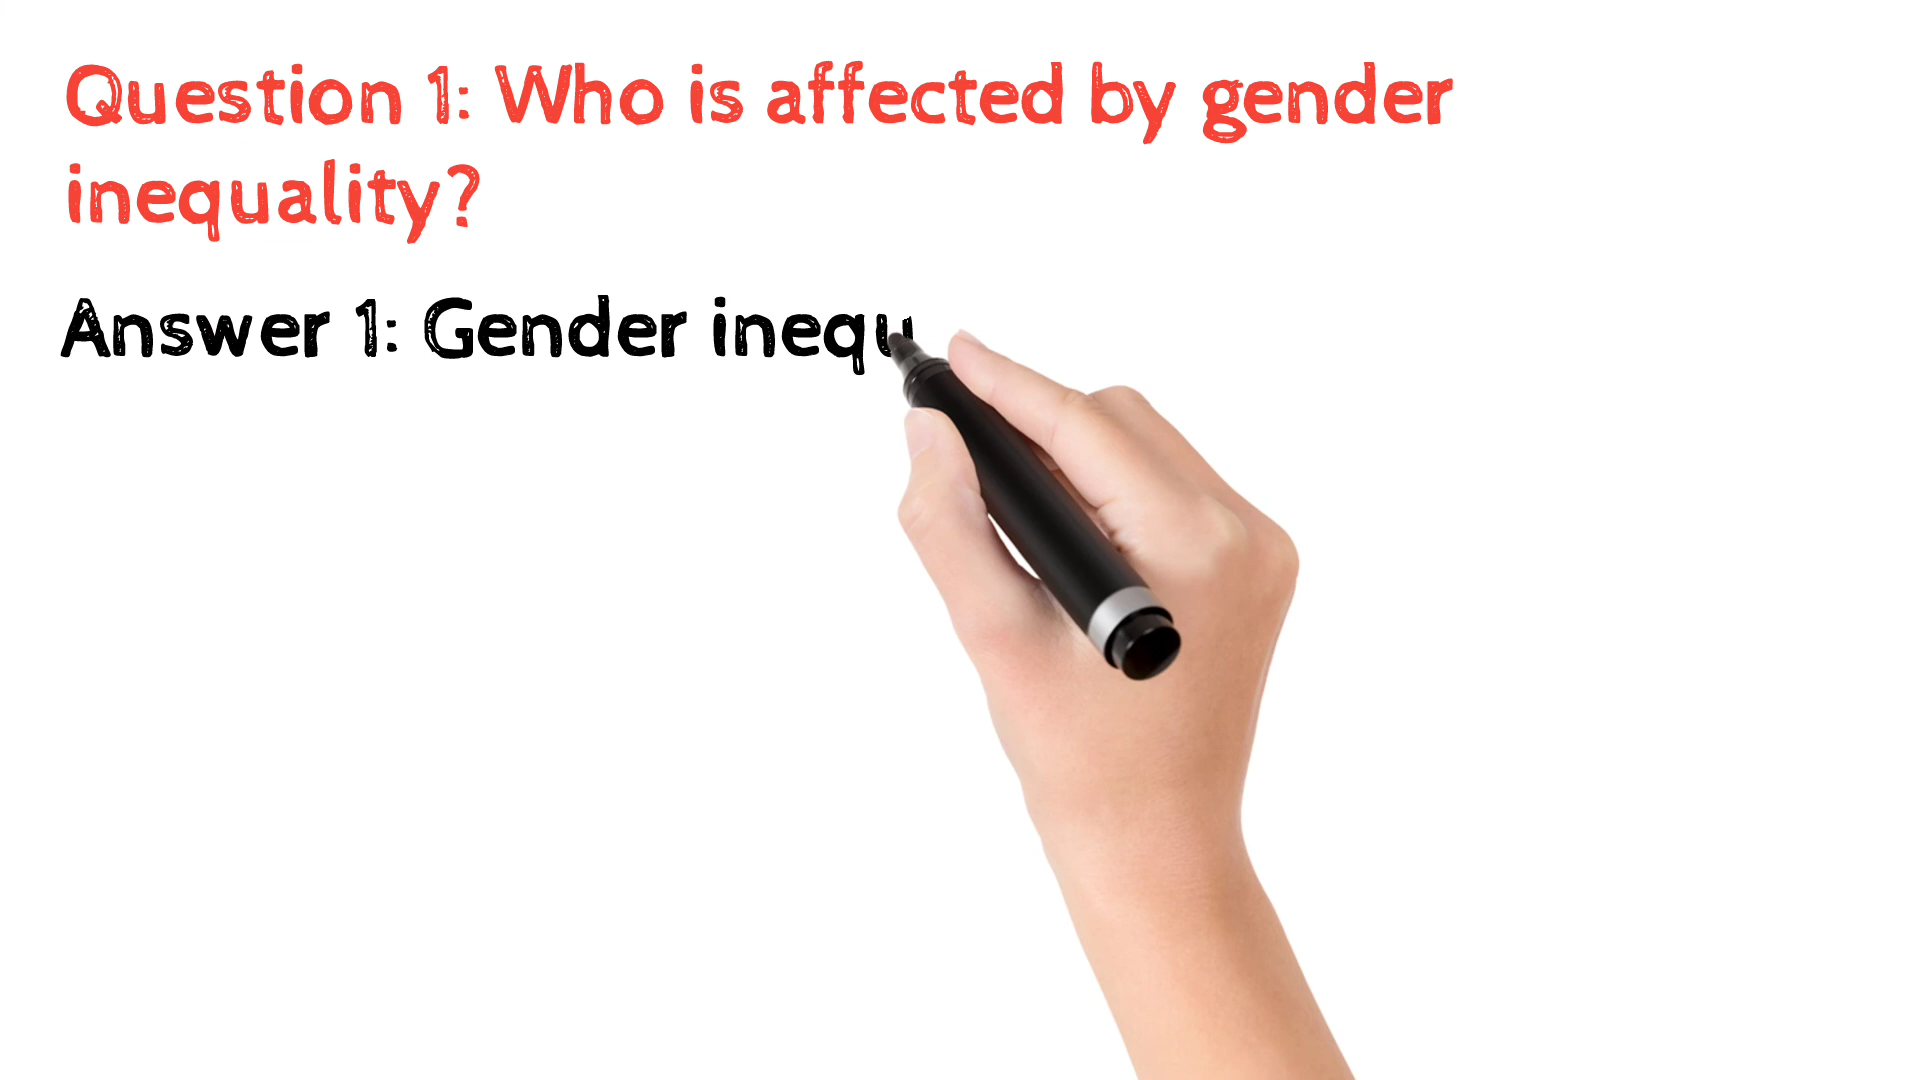 Question 1: Who is affected by gender
inequality?
Answer 1: Gender inequ